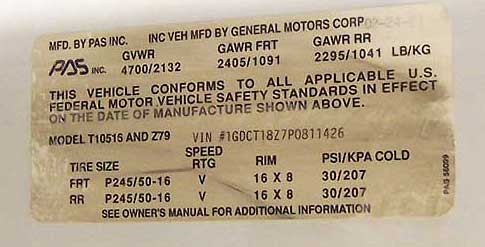 MFD. BY PAS INC. INC VEH MFD BY GENERAL MOTORS CORP
GVWR GAWR FRT GAWR RR
PAS INC. 4700/2132 2405/1091 2295/1041 LB/KG
THIS VEHICLE CONFORMS TO ALL APPLICABLE U.S.
FEDERAL MOTOR VEHICLE SAFETY STANDARDS IN EFFECT
ON THE DATE OF MANUFACTURE SHOWN ABOVE.
MODEL T10516 AND Z79 VIN #1GDCT18Z7P0811426
TIRE SIZE SPEED RTG RIM PSI/KPA COLD
FRT P245/50-16 V 16 X 8 30/207
RR P245/50-16 V 16 X 8 30/207
SEE OWNER'S MANUAL FOR ADDITIONAL INFORMATION
PAS 56099